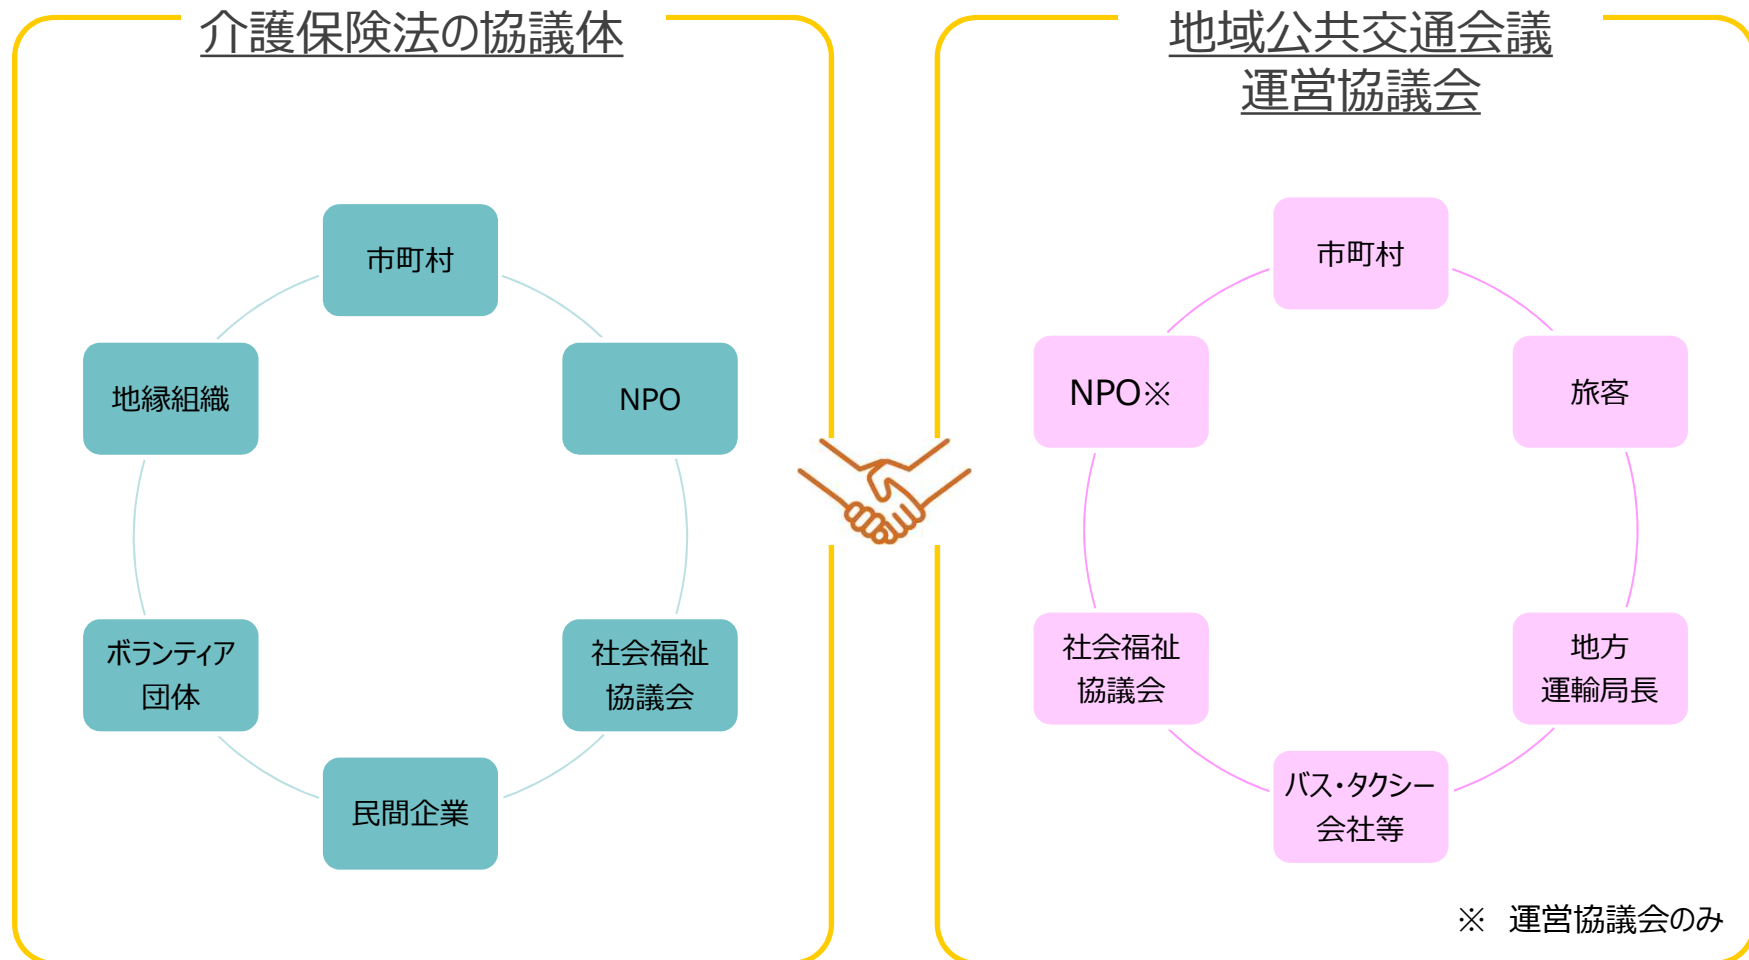 介護保険法の協議体
市町村
地縁組織
NPO
ボランティア
団体
社会福祉
協議会
民間企業
地域公共交通会議
運営協議会
市町村
NPO※
旅客
社会福祉
協議会
地方
運輸局長
バス・タクシー
会社等
※　運営協議会のみ